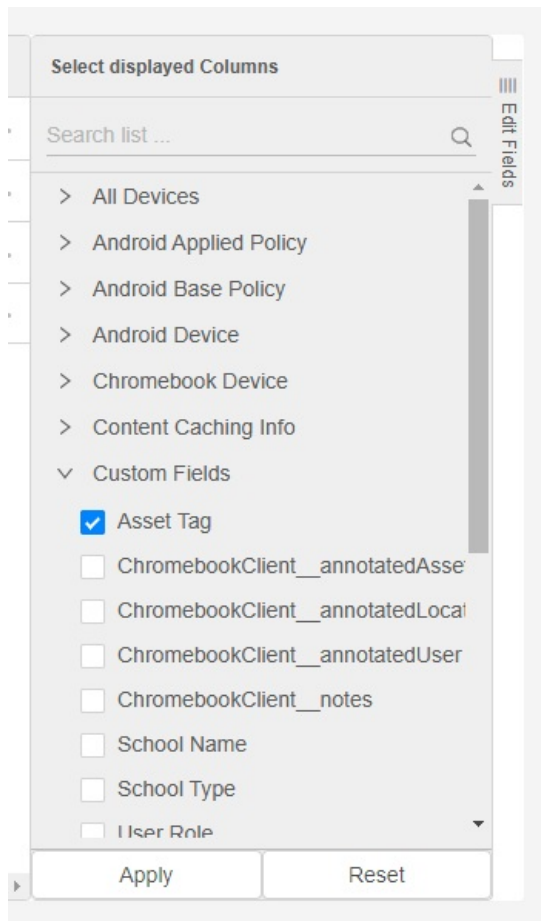 Select displayed Columns
Edit Fields
Search list ...
All Devices
Android Applied Policy
Android Base Policy
Android Device
Chromebook Device
Content Caching Info
Custom Fields
Asset Tag
ChromebookClient__annotatedAsset
ChromebookClient__annotatedLocat
ChromebookClient__annotatedUser
ChromebookClient__notes
School Name
School Type
User Role
Apply
Reset